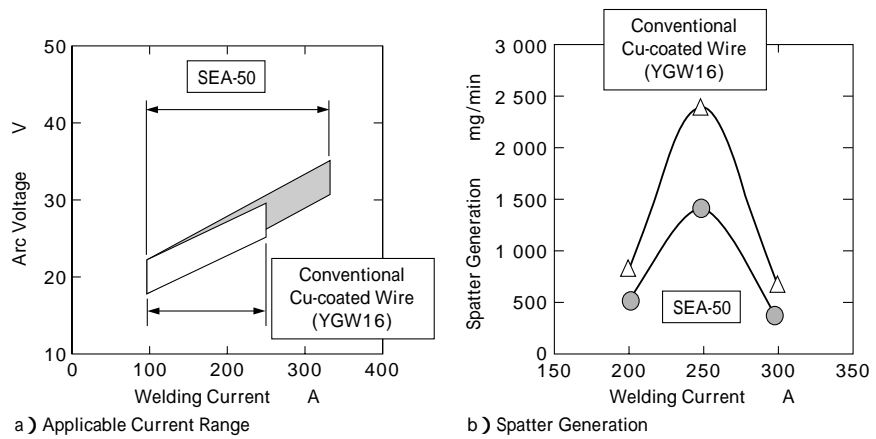 50
40
30
20
10
Arc Voltage V
SEA-50
Conventional
Cu-coated Wire
(YGW16)
0 100 200 300 400
Welding Current A
a) Applicable Current Range
3 000
2 500
2 000
1 500
1 000
500
0
Spatter Generation mg/min
Conventional
Cu-coated Wire
(YGW16)
SEA-50
150 200 250 300 350
Welding Current A
b) Spatter Generation